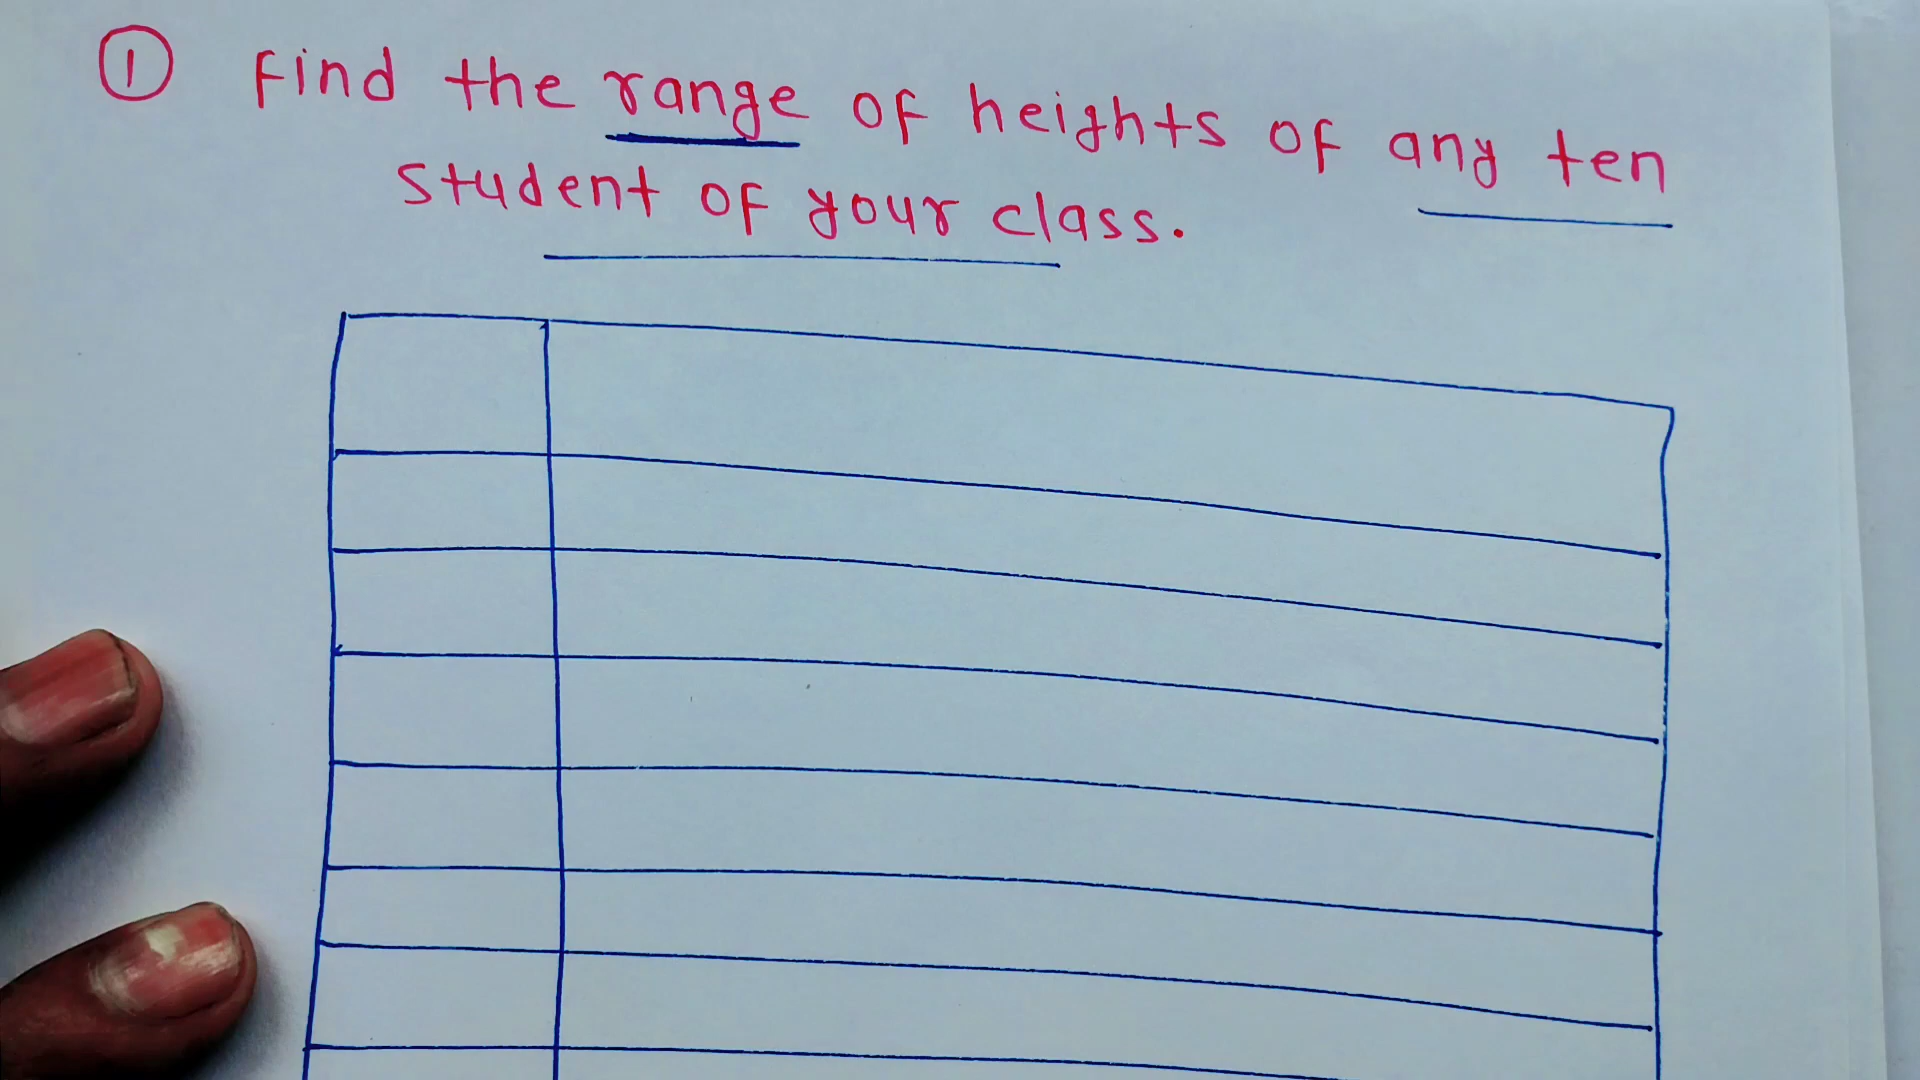 ① Find the range of heights of any ten
student of your class.